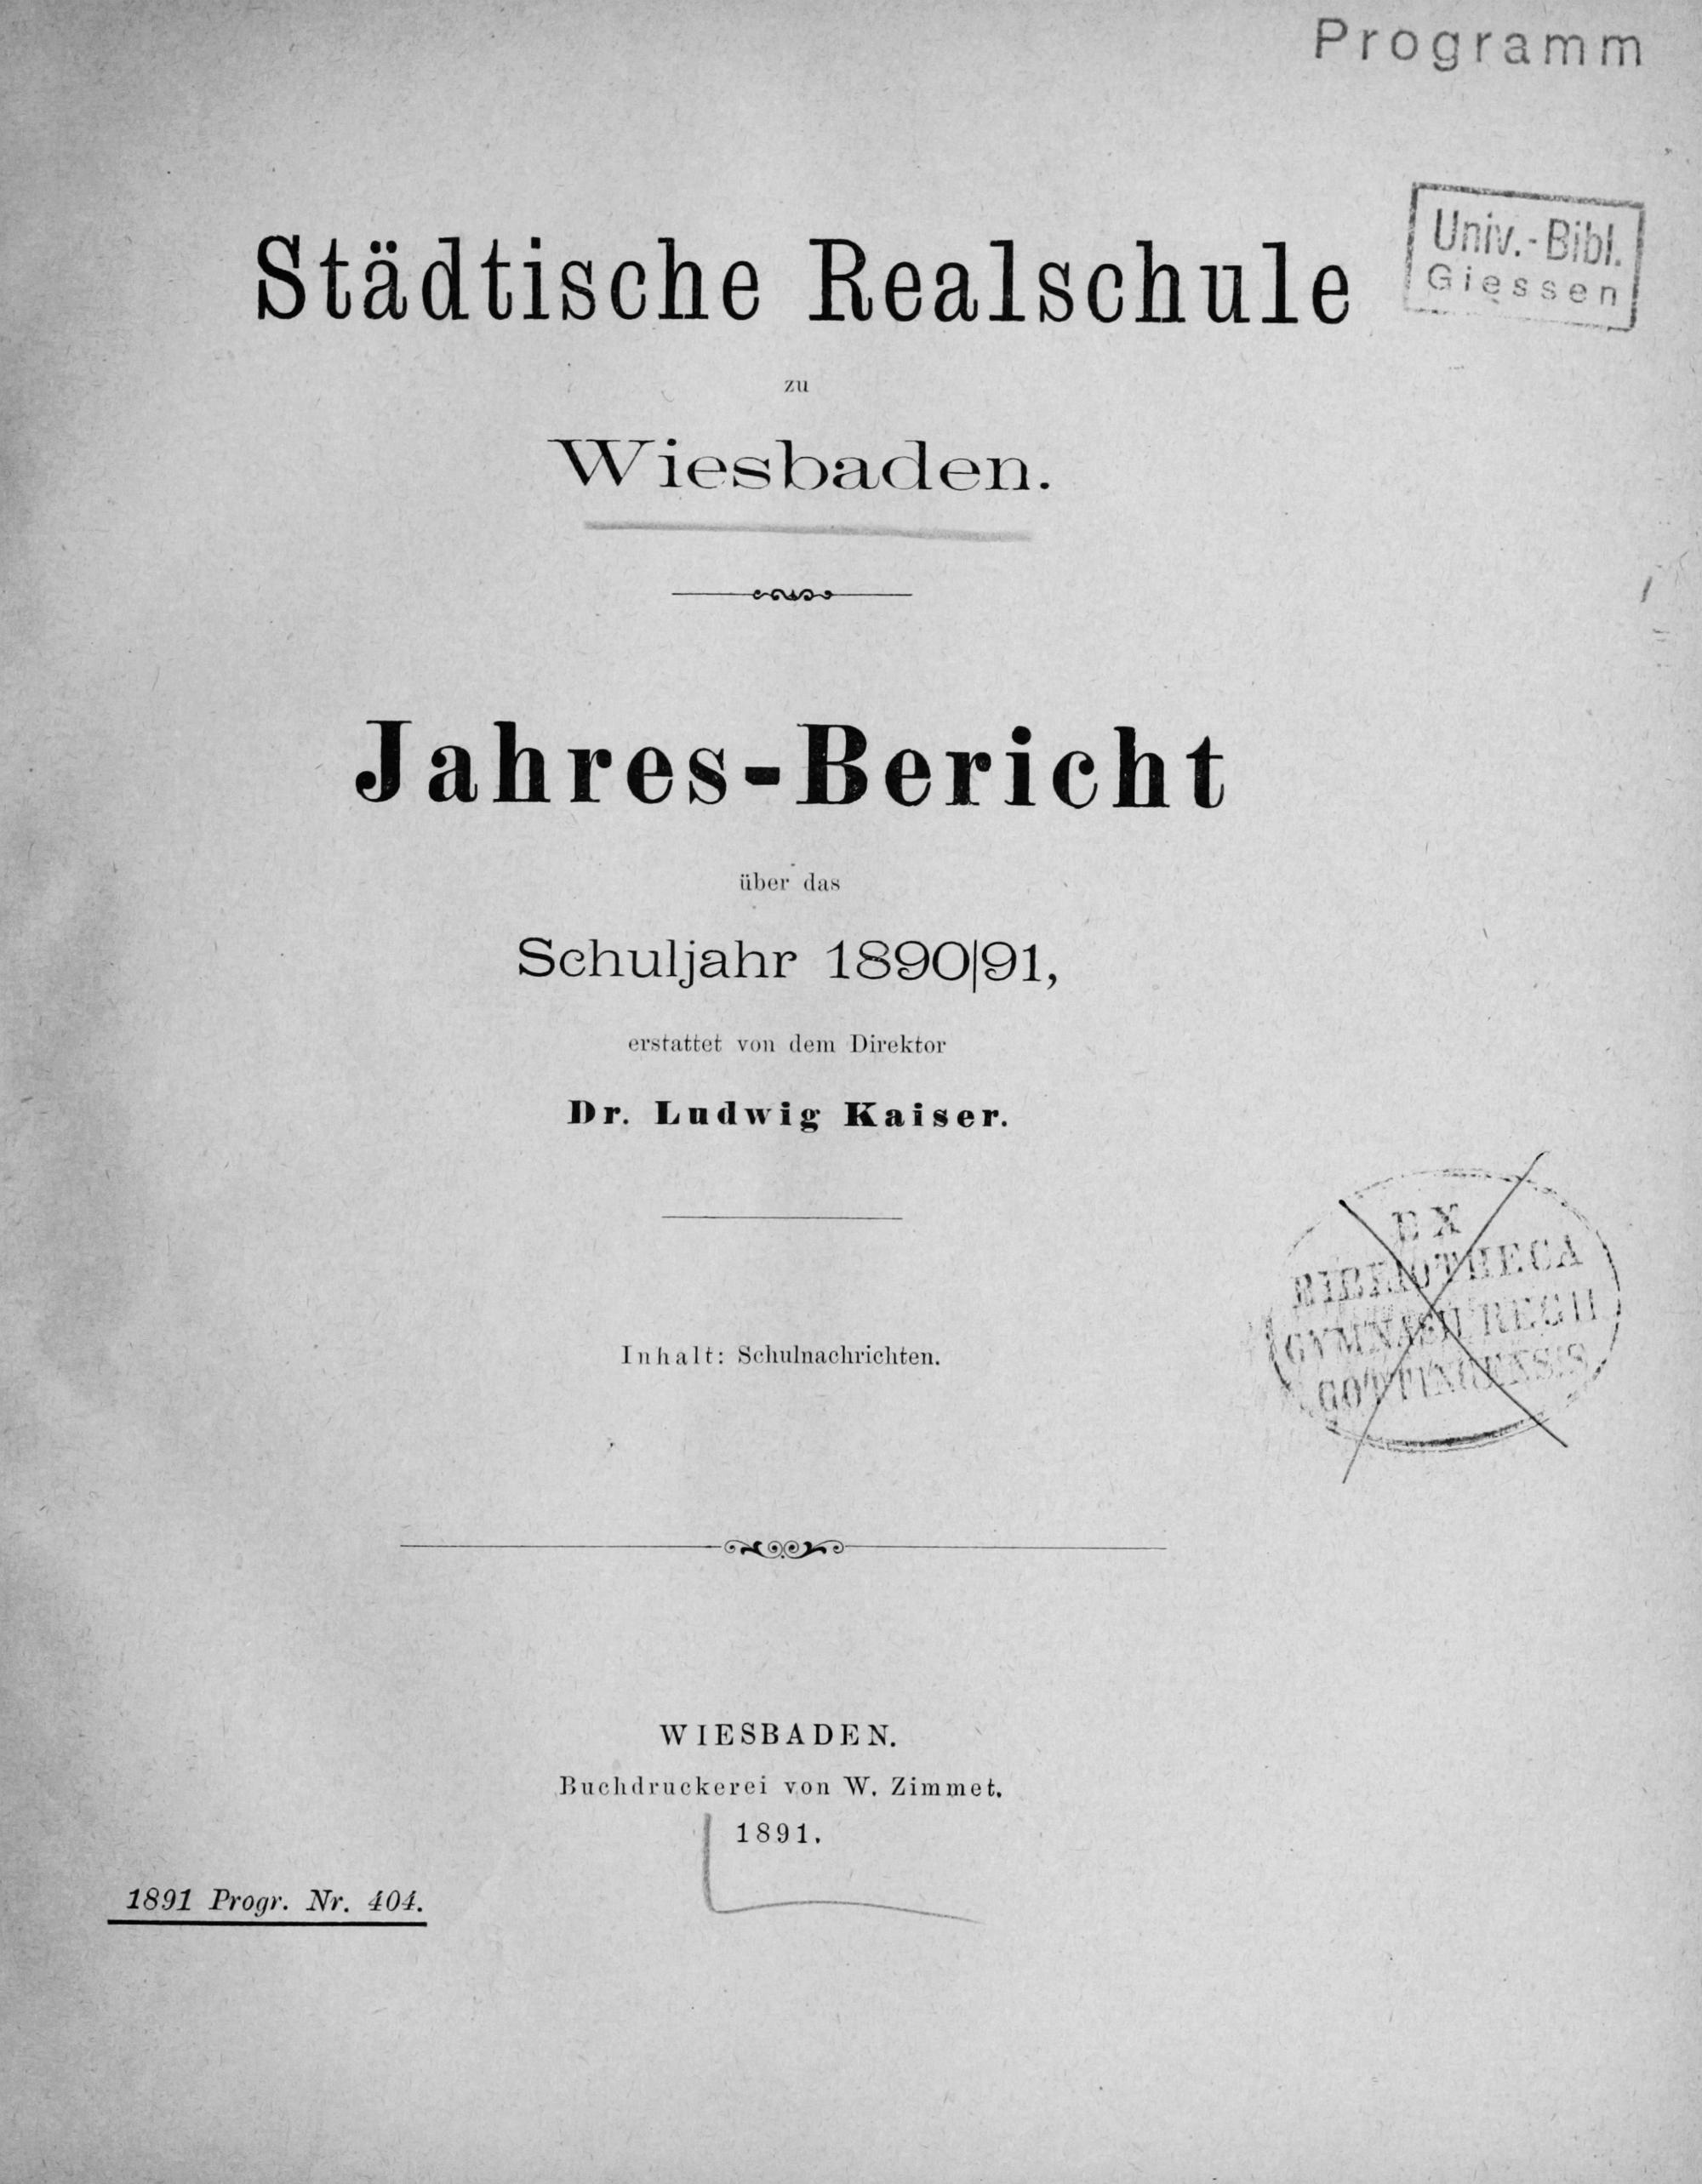 Programm
Univ.-Bibl.
Giessen
Städtische Realschule
zu
Wiesbaden.
Jahres-Bericht
über das
Schuljahr 1890|91,
erstattet von dem Direktor
Dr. Ludwig Kaiser.
EX
BIBLIOTHECA
GYMNASII REGII
GOTTINGENSIS
Inhalt: Schulnachrichten.
WIESBADEN.
Buchdruckerei von W. Zimmet.
1891.
1891 Progr. Nr. 404.